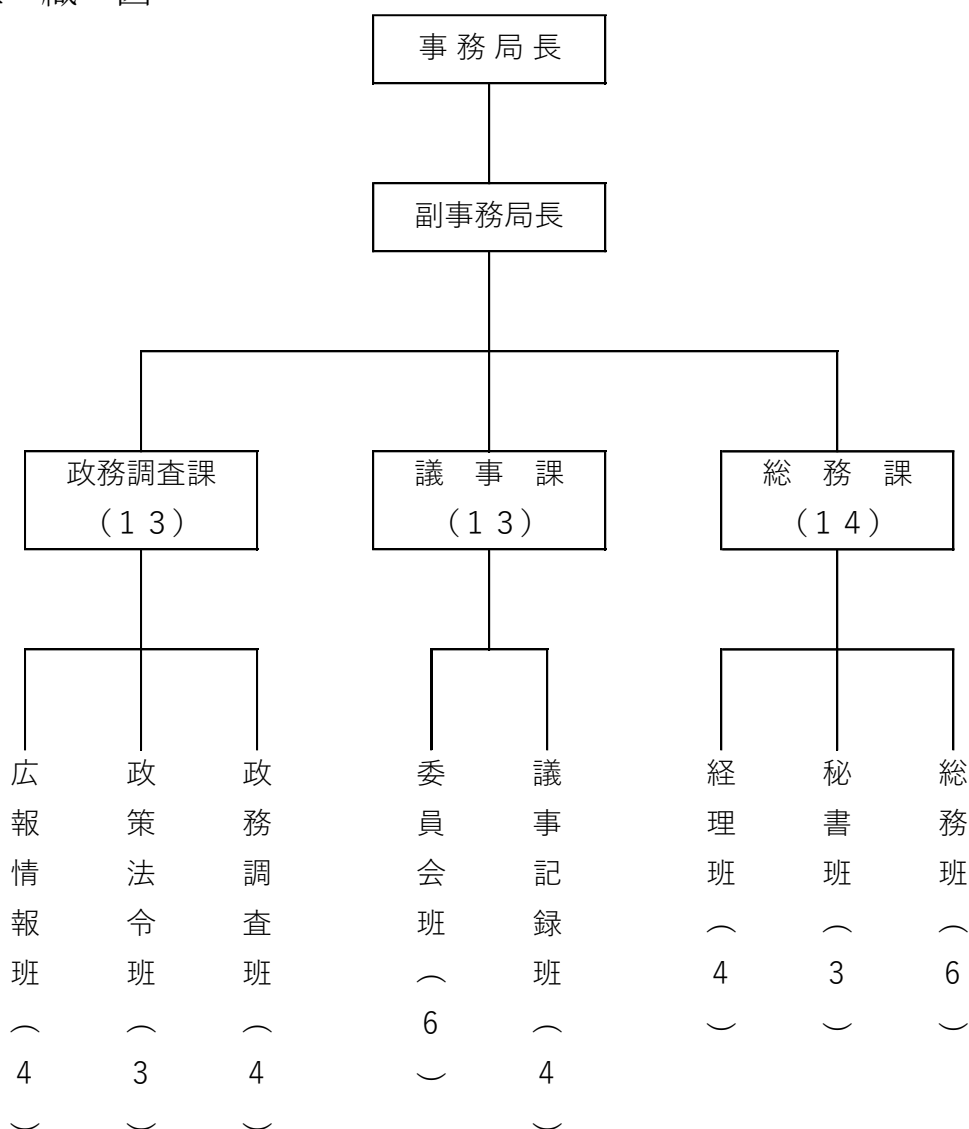 織 図
事 務 局 長
副事務局長
政務調査課
（１３）
議 事 課
（１３）
総 務 課
（１４）
広報情報班（4）
政策法令班（3）
政務調査班（4）
委員会班（6）
議事記録班（4）
経理班（4）
秘書班（3）
総務班（6）